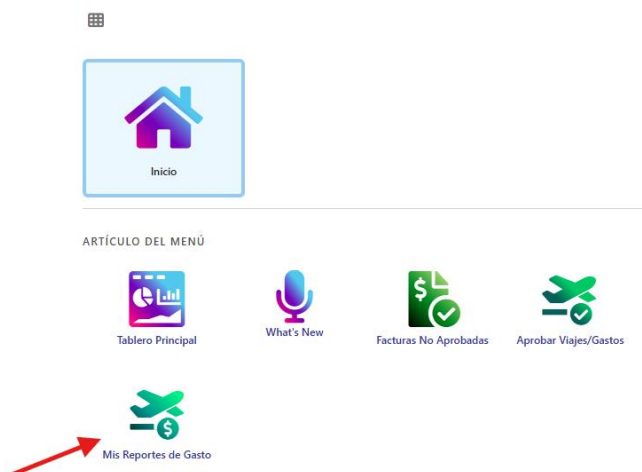 Inicio
ARTÍCULO DEL MENÚ
Tablero Principal
What's New
Facturas No Aprobadas
Aprobar Viajes/Gastos
Mis Reportes de Gasto